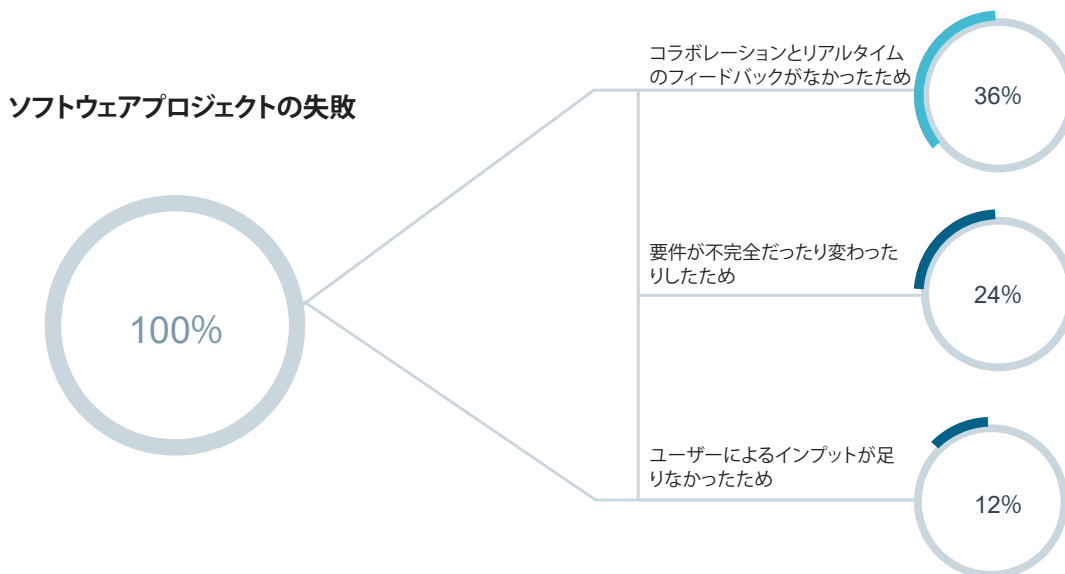 ソフトウェアプロジェクトの失敗
100%
コラボレーションとリアルタイム
のフィードバックがなかったため
36%
要件が不完全だったり変わった
りしたため
24%
ユーザーによるインプットが足
りなかったため
12%